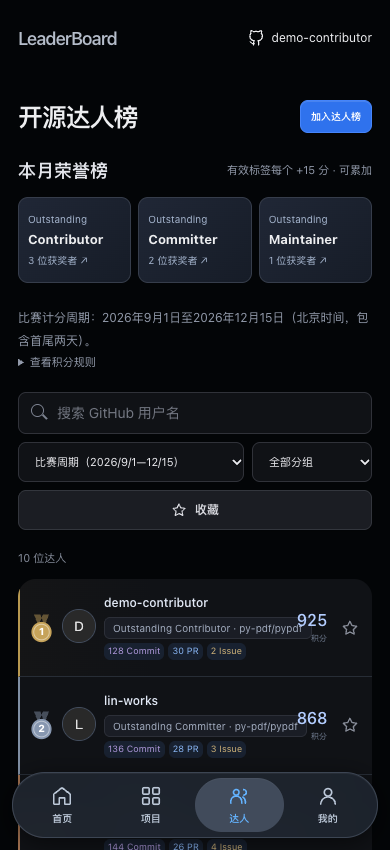 LeaderBoard
demo-contributor
开源达人榜
加入达人榜
本月荣誉榜
有效标签每个 +15 分 · 可累加
Outstanding
Contributor
3 位获奖者 ↗
Outstanding
Committer
2 位获奖者 ↗
Outstanding
Maintainer
1 位获奖者 ↗
比赛计分周期：2026年9月1日至2026年12月15日（北京时间，包
含首尾两天）。
查看积分规则
搜索 GitHub 用户名
比赛周期（2026/9/1—12/15）
全部分组
收藏
10 位达人
1
D
demo-contributor
Outstanding Contributor · py-pdf/pypdf
128 Commit
30 PR
2 Issue
925
积分
2
L
lin-works
Outstanding Committer · py-pdf/pypdf
136 Commit
28 PR
3 Issue
868
积分
首页
项目
达人
我的
144 Commit
26 PR
4 Issue